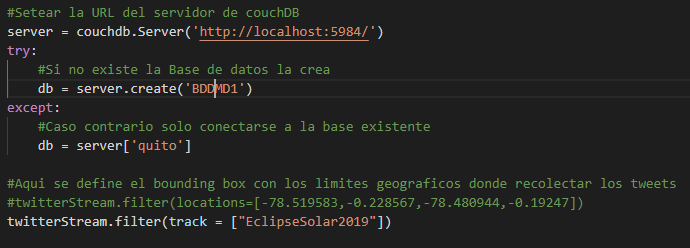 #Setear la URL del servidor de couchDB
server = couchdb.Server('http://localhost:5984/')
try:
    #Si no existe la Base de datos la crea
    db = server.create('BDDMD1')
except:
    #Caso contrario solo conectarse a la base existente
    db = server['quito']
#Aqui se define el bounding box con los limites geograficos donde recolectar los tweets
#twitterStream.filter(locations=[-78.519583,-0.228567,-78.480944,-0.19247])
twitterStream.filter(track = ["EclipseSolar2019"])